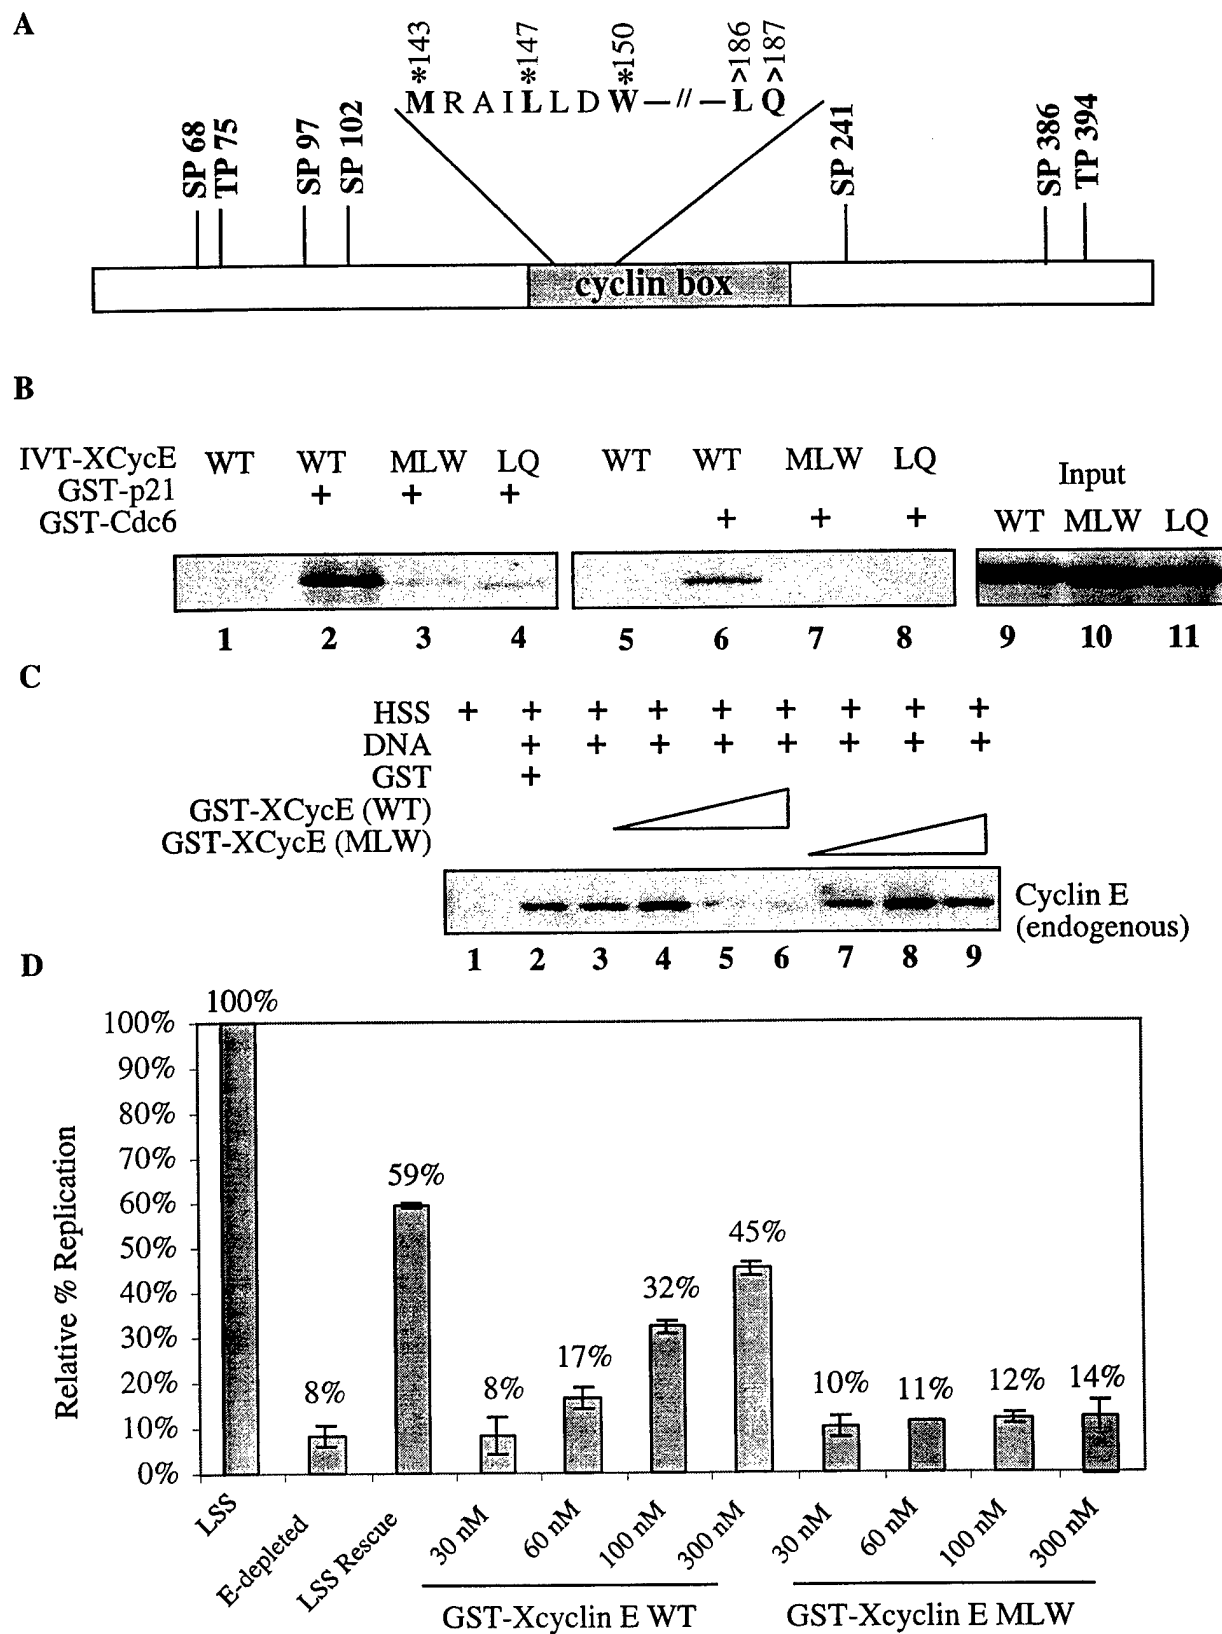 A
*143 *147 *150 >186 >187
M R A I L L D W — // — L Q
SP 68 TP 75 SP 97 SP 102 SP 241 SP 386 TP 394
cyclin box
B
IVT-XCycE WT WT MLW LQ WT WT MLW LQ Input
GST-p21 + + +
GST-Cdc6 + + + WT MLW LQ
1 2 3 4 5 6 7 8 9 10 11
C
HSS + + + + + + + + +
DNA + + + + + + + +
GST +
GST-XCycE (WT)
GST-XCycE (MLW)
Cyclin E
(endogenous)
1 2 3 4 5 6 7 8 9
D
Relative % Replication
100%
90%
80%
70%
60%
50%
40%
30%
20%
10%
0%
100% 8% 59% 8% 17% 32% 45% 10% 11% 12% 14%
LSS E-depleted LSS Rescue 30 nM 60 nM 100 nM 300 nM 30 nM 60 nM 100 nM 300 nM
GST-Xcyclin E WT GST-Xcyclin E MLW